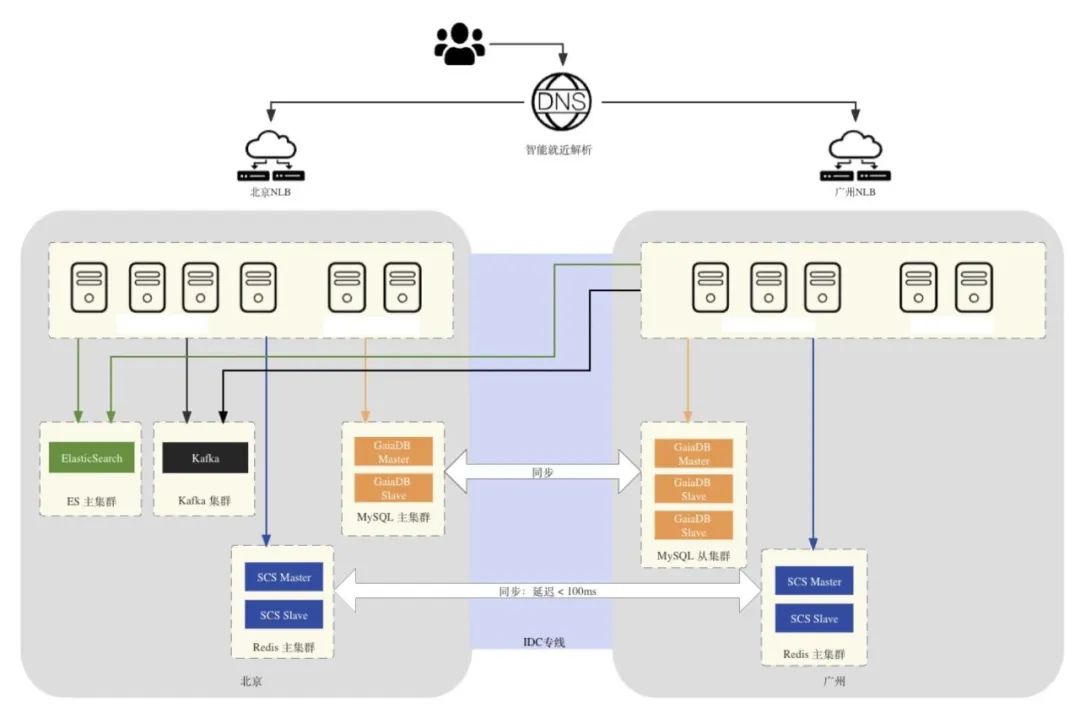 DNS
智能就近解析
北京NLB
广州NLB
ElasticSearch
ES 主集群
Kafka
Kafka 集群
GaiaDB
Master
GaiaDB
Slave
MySQL 主集群
同步
GaiaDB
Master
GaiaDB
Slave
GaiaDB
Slave
MySQL 从集群
SCS Master
SCS Slave
Redis 主集群
同步：延迟 < 100ms
SCS Master
SCS Slave
Redis 主集群
IDC专线
北京
广州